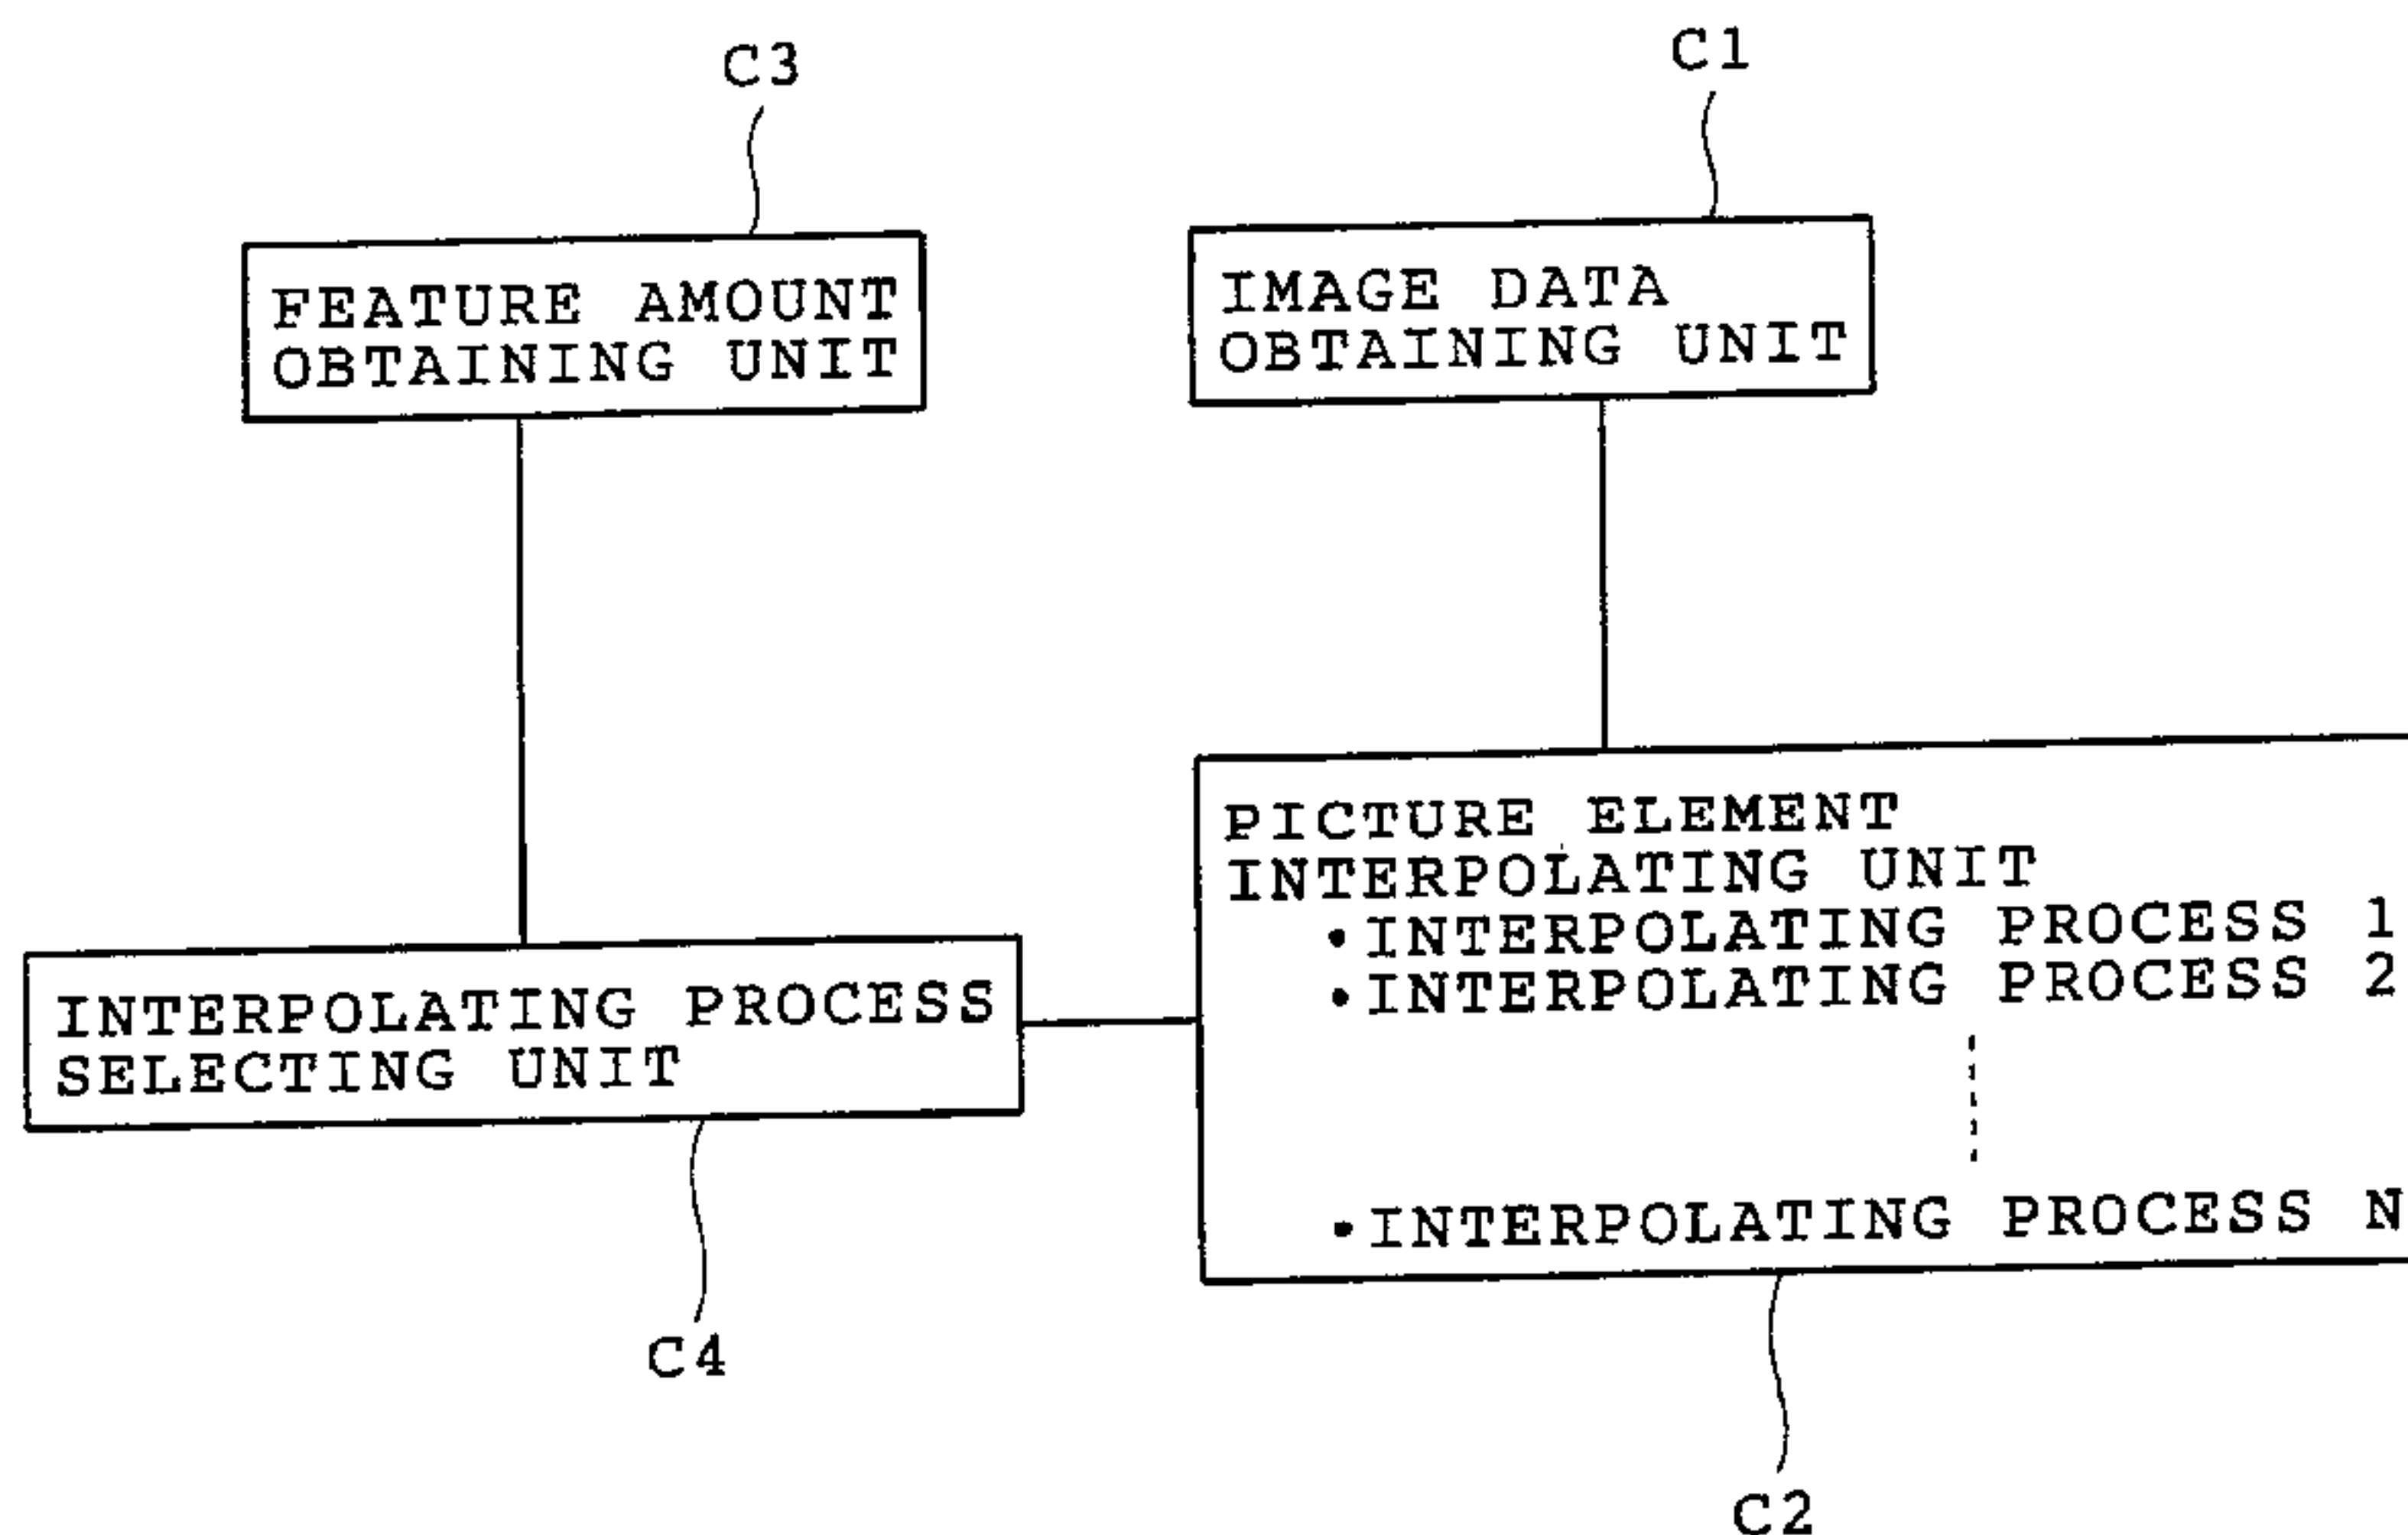 C3
C1
FEATURE AMOUNT
OBTAINING UNIT
IMAGE DATA
OBTAINING UNIT
PICTURE ELEMENT
INTERPOLATING UNIT
•INTERPOLATING PROCESS 1
•INTERPOLATING PROCESS 2
•INTERPOLATING PROCESS N
INTERPOLATING PROCESS
SELECTING UNIT
C4
C2